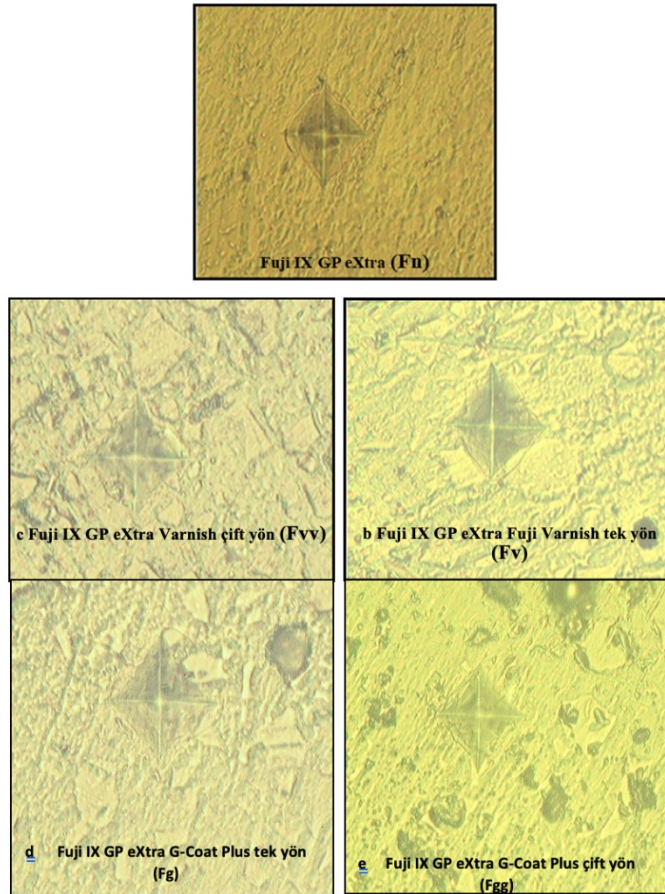 Fuji IX GP eXtra (Fn)
c Fuji IX GP eXtra Varnish çift yön (Fvv)
b Fuji IX GP eXtra Fuji Varnish tek yön
(Fv)
d Fuji IX GP eXtra G-Coat Plus tek yön
(Fg)
e Fuji IX GP eXtra G-Coat Plus çift yön
(Fgg)